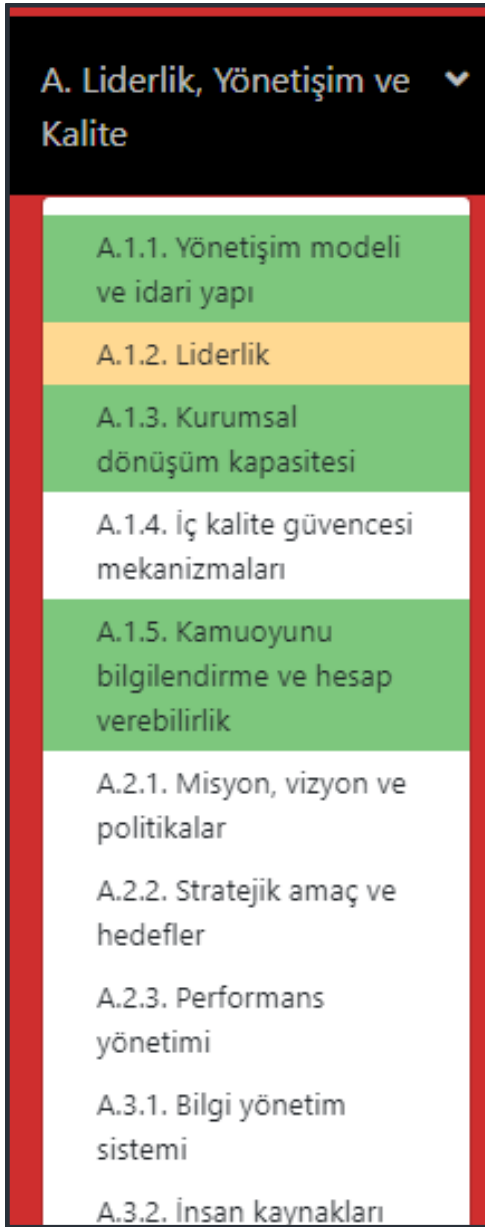 A. Liderlik, Yönetişim ve
Kalite
A.1.1. Yönetişim modeli
ve idari yapı
A.1.2. Liderlik
A.1.3. Kurumsal
dönüşüm kapasitesi
A.1.4. İç kalite güvencesi
mekanizmaları
A.1.5. Kamuoyunu
bilgilendirme ve hesap
verebilirlik
A.2.1. Misyon, vizyon ve
politikalar
A.2.2. Stratejik amaç ve
hedefler
A.2.3. Performans
yönetimi
A.3.1. Bilgi yönetim
sistemi
A.3.2. İnsan kaynakları